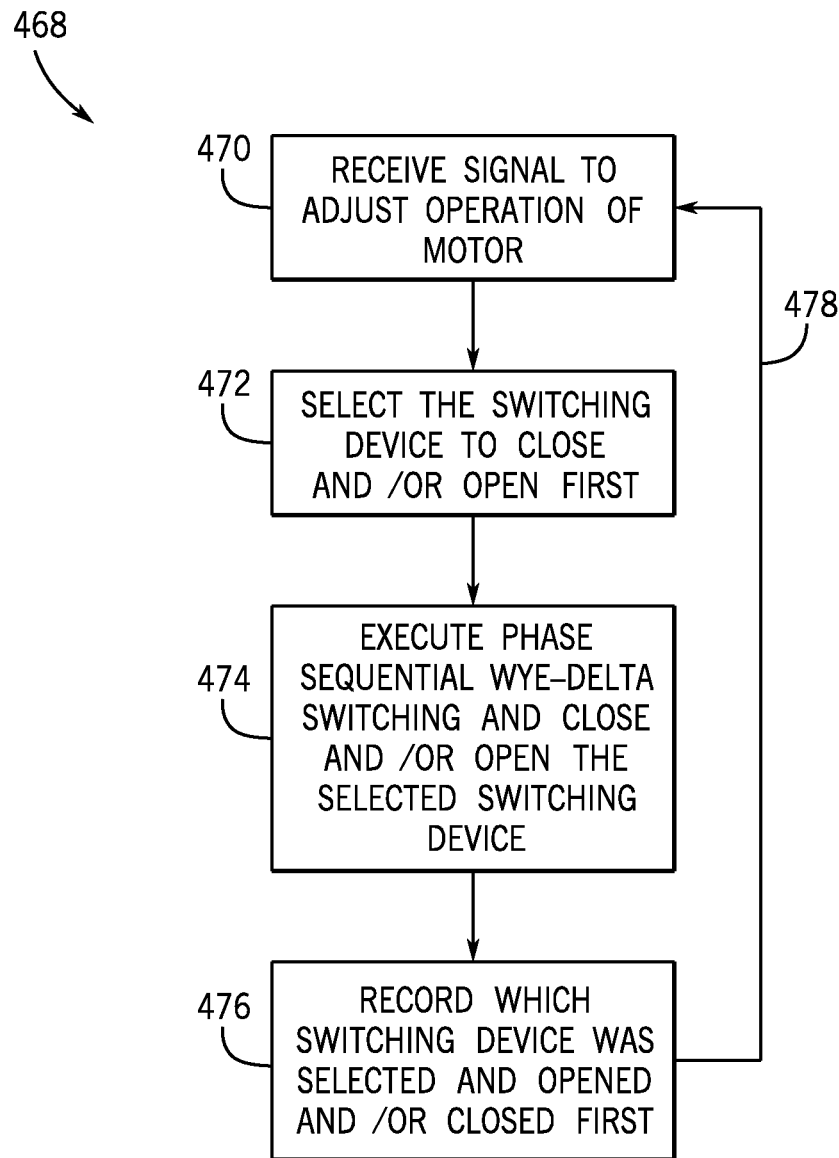 468
470
RECEIVE SIGNAL TO
ADJUST OPERATION OF
MOTOR
478
472
SELECT THE SWITCHING
DEVICE TO CLOSE
AND /OR OPEN FIRST
474
EXECUTE PHASE
SEQUENTIAL WYE–DELTA
SWITCHING AND CLOSE
AND /OR OPEN THE
SELECTED SWITCHING
DEVICE
476
RECORD WHICH
SWITCHING DEVICE WAS
SELECTED AND OPENED
AND /OR CLOSED FIRST